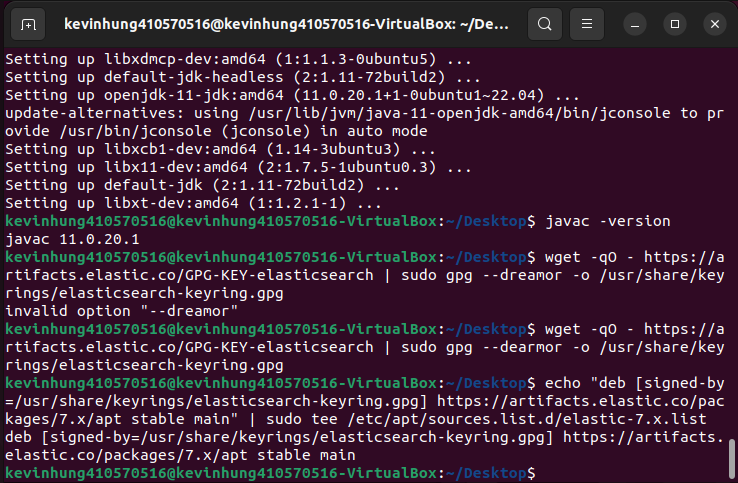 kevinhung410570516@kevinhung410570516-VirtualBox: ~/De...
Setting up libxdmcp-dev:amd64 (1:1.1.3-0ubuntu5) ...
Setting up default-jdk-headless (2:1.11-72build2) ...
Setting up openjdk-11-jdk:amd64 (11.0.20.1+1-0ubuntu1~22.04) ...
update-alternatives: using /usr/lib/jvm/java-11-openjdk-amd64/bin/jconsole to pr
ovide /usr/bin/jconsole (jconsole) in auto mode
Setting up libxcb1-dev:amd64 (1.14-3ubuntu3) ...
Setting up libx11-dev:amd64 (2:1.7.5-1ubuntu0.3) ...
Setting up default-jdk (2:1.11-72build2) ...
Setting up libxt-dev:amd64 (1:1.2.1-1) ...
kevinhung410570516@kevinhung410570516-VirtualBox:~/Desktop$ javac -version
javac 11.0.20.1
kevinhung410570516@kevinhung410570516-VirtualBox:~/Desktop$ wget -qO - https://a
rtifacts.elastic.co/GPG-KEY-elasticsearch | sudo gpg --dreamor -o /usr/share/key
rings/elasticsearch-keyring.gpg
invalid option "--dreamor"
kevinhung410570516@kevinhung410570516-VirtualBox:~/Desktop$ wget -qO - https://a
rtifacts.elastic.co/GPG-KEY-elasticsearch | sudo gpg --dearmor -o /usr/share/key
rings/elasticsearch-keyring.gpg
kevinhung410570516@kevinhung410570516-VirtualBox:~/Desktop$ echo "deb [signed-by
=/usr/share/keyrings/elasticsearch-keyring.gpg] https://artifacts.elastic.co/pac
kages/7.x/apt stable main" | sudo tee /etc/apt/sources.list.d/elastic-7.x.list
deb [signed-by=/usr/share/keyrings/elasticsearch-keyring.gpg] https://artifacts.
elastic.co/packages/7.x/apt stable main
kevinhung410570516@kevinhung410570516-VirtualBox:~/Desktop$